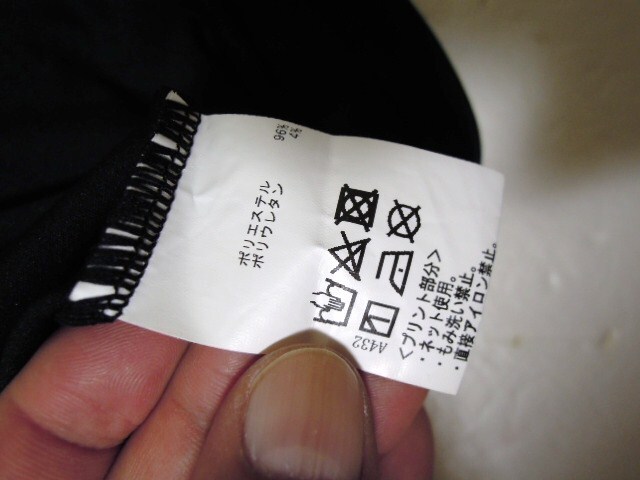 ポリエステル 96%
ポリウレタン 4%
A432
<プリント部分>
・ネット使用。
・もみ洗い禁止。
・直接アイロン禁止。